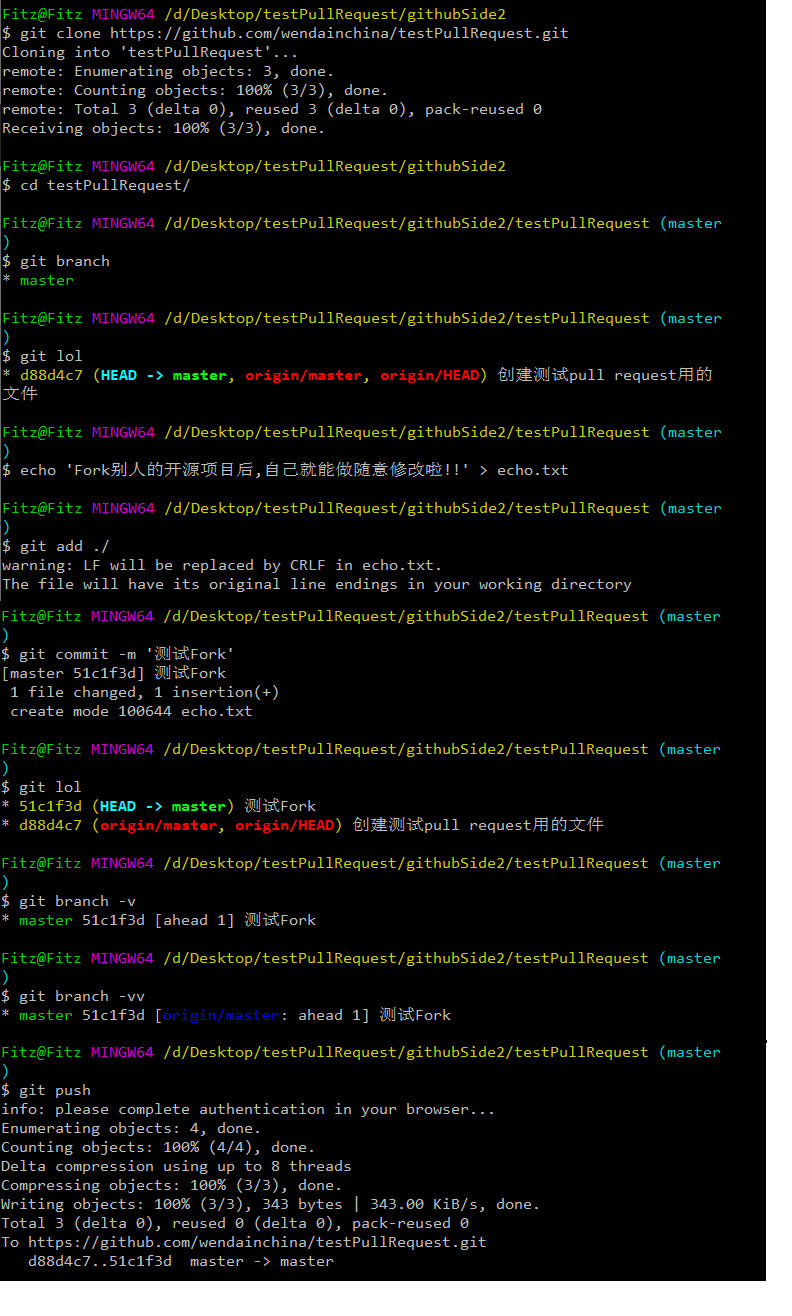 Fitz@Fitz MINGW64 /d/Desktop/testPullRequest/githubSide2
$ git clone https://github.com/wendainchina/testPullRequest.git
Cloning into 'testPullRequest'...
remote: Enumerating objects: 3, done.
remote: Counting objects: 100% (3/3), done.
remote: Total 3 (delta 0), reused 3 (delta 0), pack-reused 0
Receiving objects: 100% (3/3), done.
Fitz@Fitz MINGW64 /d/Desktop/testPullRequest/githubSide2
$ cd testPullRequest/
Fitz@Fitz MINGW64 /d/Desktop/testPullRequest/githubSide2/testPullRequest (master
)
$ git branch
* master
Fitz@Fitz MINGW64 /d/Desktop/testPullRequest/githubSide2/testPullRequest (master
)
$ git lol
* d88d4c7 (HEAD -> master, origin/master, origin/HEAD) 创建测试pull request用的
文件
Fitz@Fitz MINGW64 /d/Desktop/testPullRequest/githubSide2/testPullRequest (master
)
$ echo 'Fork别人的开源项目后,自己就能做随意修改啦!!' > echo.txt
Fitz@Fitz MINGW64 /d/Desktop/testPullRequest/githubSide2/testPullRequest (master
)
$ git add ./
warning: LF will be replaced by CRLF in echo.txt.
The file will have its original line endings in your working directory
Fitz@Fitz MINGW64 /d/Desktop/testPullRequest/githubSide2/testPullRequest (master
)
$ git commit -m '测试Fork'
[master 51c1f3d] 测试Fork
1 file changed, 1 insertion(+)
create mode 100644 echo.txt
Fitz@Fitz MINGW64 /d/Desktop/testPullRequest/githubSide2/testPullRequest (master
)
$ git lol
* 51c1f3d (HEAD -> master) 测试Fork
* d88d4c7 (origin/master, origin/HEAD) 创建测试pull request用的文件
Fitz@Fitz MINGW64 /d/Desktop/testPullRequest/githubSide2/testPullRequest (master
)
$ git branch -v
* master 51c1f3d [ahead 1] 测试Fork
Fitz@Fitz MINGW64 /d/Desktop/testPullRequest/githubSide2/testPullRequest (master
)
$ git branch -vv
* master 51c1f3d [origin/master: ahead 1] 测试Fork
Fitz@Fitz MINGW64 /d/Desktop/testPullRequest/githubSide2/testPullRequest (master
)
$ git push
info: please complete authentication in your browser...
Enumerating objects: 4, done.
Counting objects: 100% (4/4), done.
Delta compression using up to 8 threads
Compressing objects: 100% (3/3), done.
Writing objects: 100% (3/3), 343 bytes | 343.00 KiB/s, done.
Total 3 (delta 0), reused 0 (delta 0), pack-reused 0
To https://github.com/wendainchina/testPullRequest.git
d88d4c7..51c1f3d  master -> master